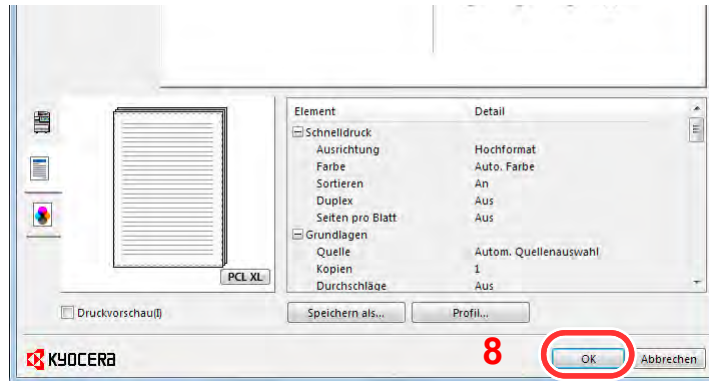 Element Detail
Schnelldruck
Ausrichtung Hochformat
Farbe Auto. Farbe
Sortieren An
Duplex Aus
Seiten pro Blatt Aus
Grundlagen
Quelle Autom. Quellenauswahl
Kopien 1
Durchschläge Aus
PCL XL
Druckvorschau(I)
Speichern als... Profil...
KYOCERA
8
OK Abbrechen